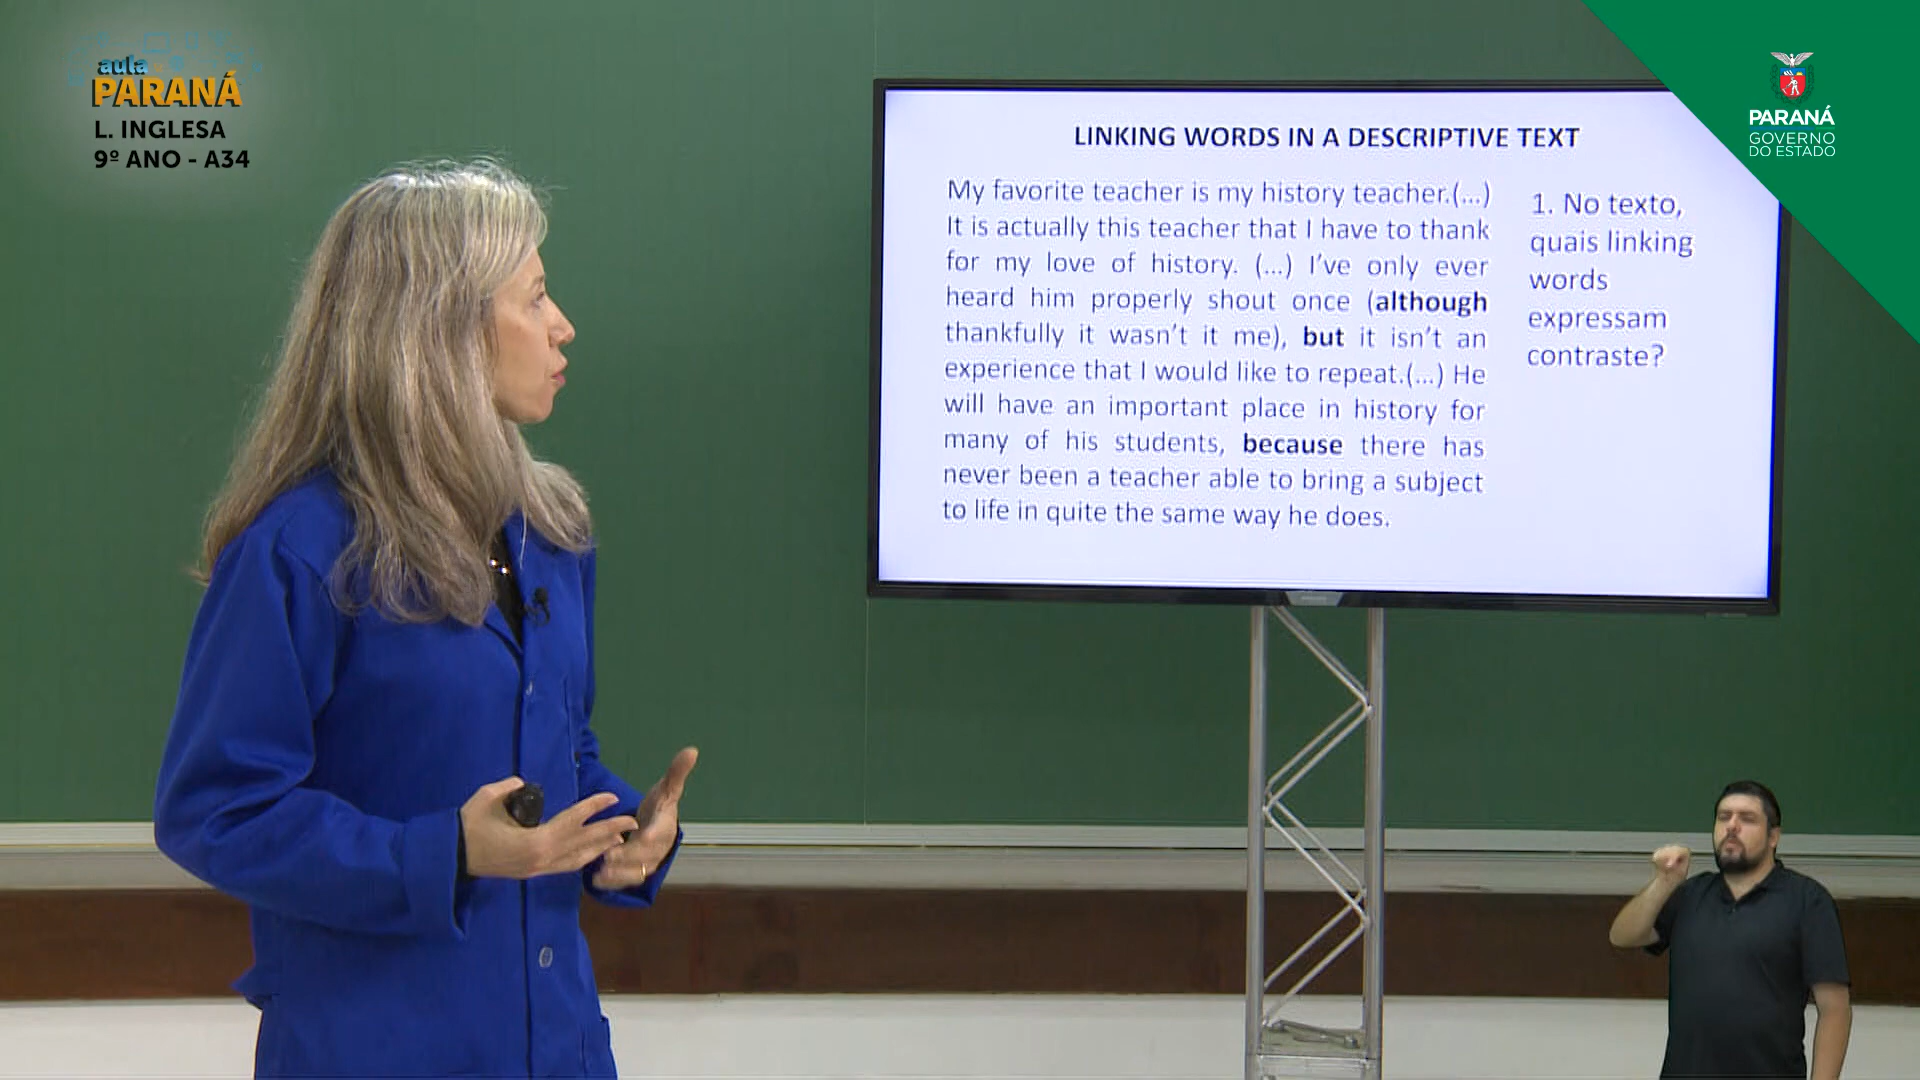 aula
PARANÁ
L. INGLESA
9º ANO - A34
PARANÁ
GOVERNO
DO ESTADO
LINKING WORDS IN A DESCRIPTIVE TEXT
My favorite teacher is my history teacher.(...)
It is actually this teacher that I have to thank
for my love of history. (...) I've only ever
heard him properly shout once (although
thankfully it wasn't it me), but it isn't an
experience that I would like to repeat.(...) He
will have an important place in history for
many of his students, because there has
never been a teacher able to bring a subject
to life in quite the same way he does.
1. No texto,
quais linking
words
expressam
contraste?